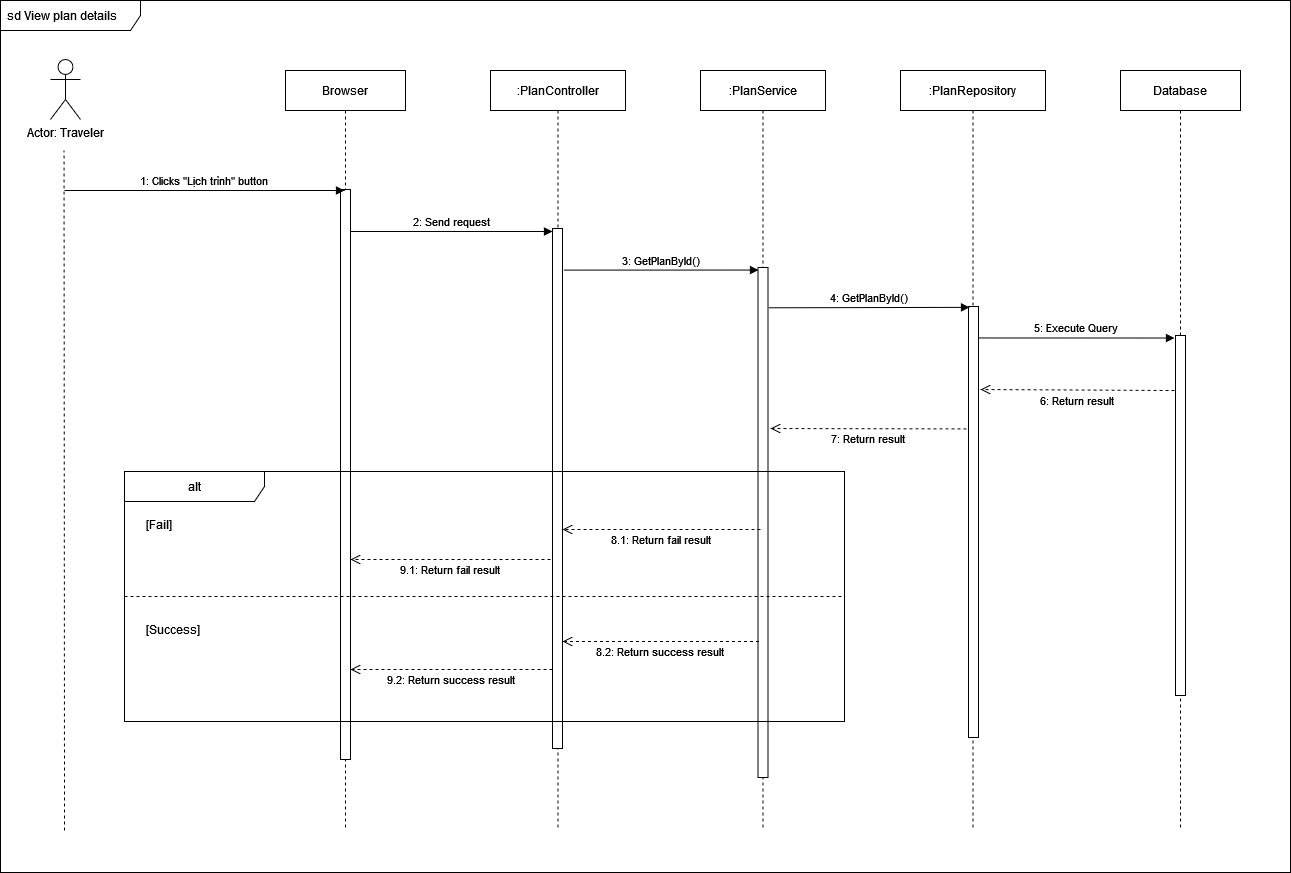 sd View plan details
Actor: Traveler
Browser
:PlanController
:PlanService
:PlanRepository
Database
1: Clicks "Lịch trình" button
2: Send request
3: GetPlanById()
4: GetPlanById()
5: Execute Query
6: Return result
7: Return result
alt
[Fail]
8.1: Return fail result
9.1: Return fail result
[Success]
8.2: Return success result
9.2: Return success result